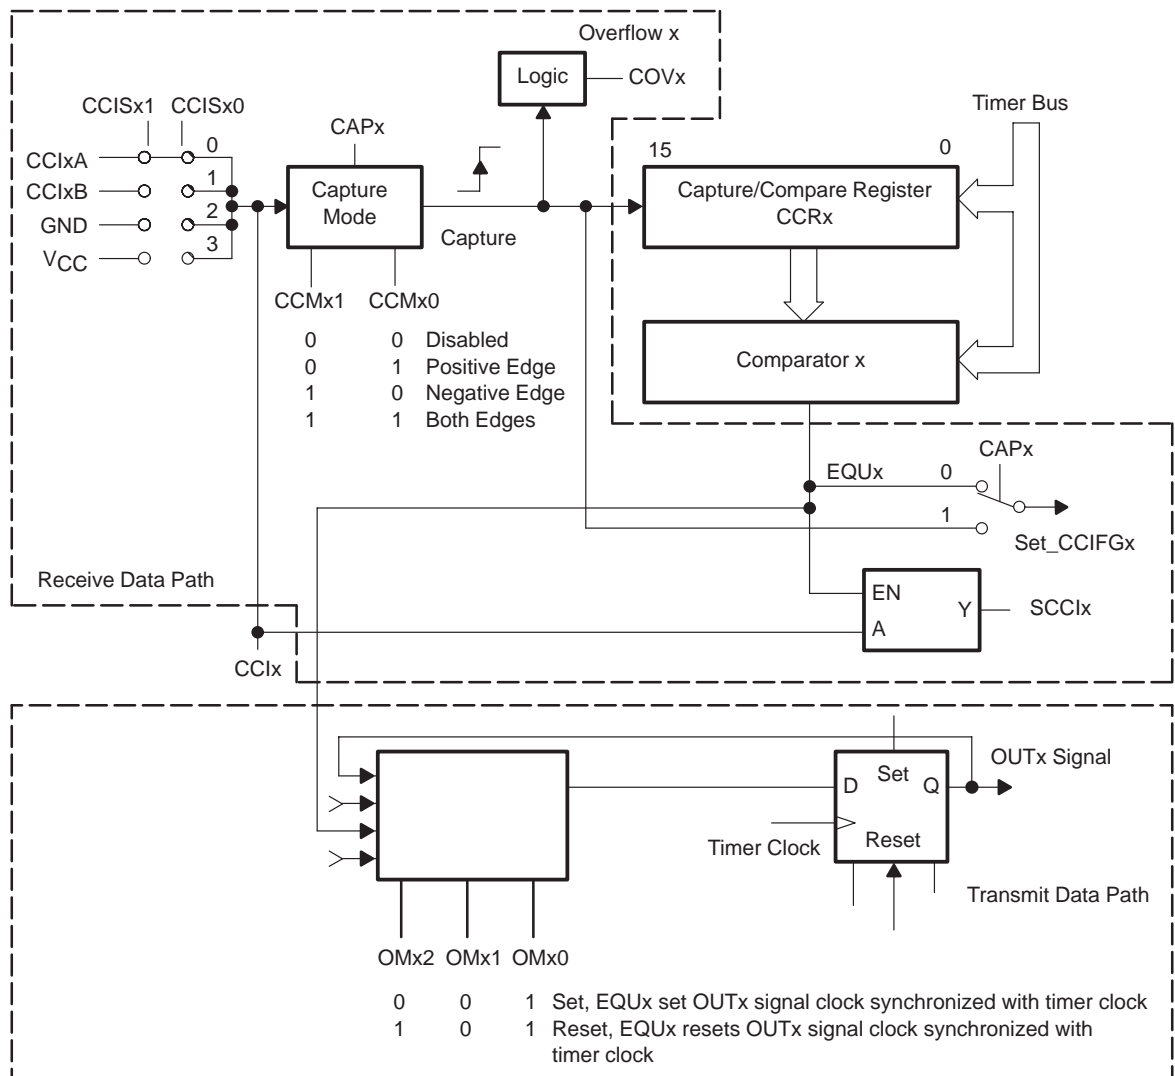 Overflow x
Logic
COVx
CCISx1 CCISx0
CAPx
Timer Bus
0
CCIxA
1
CCIxB
2
GND
3
VCC
Capture
Mode
Capture
15 0
Capture/Compare Register
CCRx
CCMx1 CCMx0
0 0 Disabled
0 1 Positive Edge
1 0 Negative Edge
1 1 Both Edges
Comparator x
CAPx
EQUx 0
1
Set_CCIFGx
Receive Data Path
EN
Y
SCCIx
A
CCIx
OUTx Signal
D Set Q
Timer Clock
Reset
Transmit Data Path
OMx2 OMx1 OMx0
0 0 1 Set, EQUx set OUTx signal clock synchronized with timer clock
1 0 1 Reset, EQUx resets OUTx signal clock synchronized with
timer clock